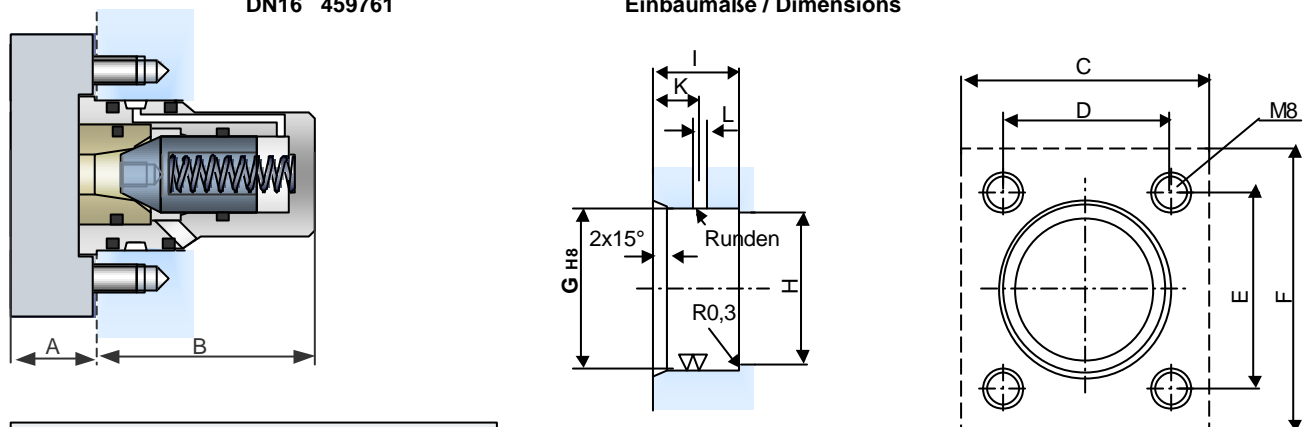 DN16 459761
Einbaumaße / Dimensions
A
B
I
K
L
2x15°
Runden
G H8
H
R0,3
C
D
M8
E
F